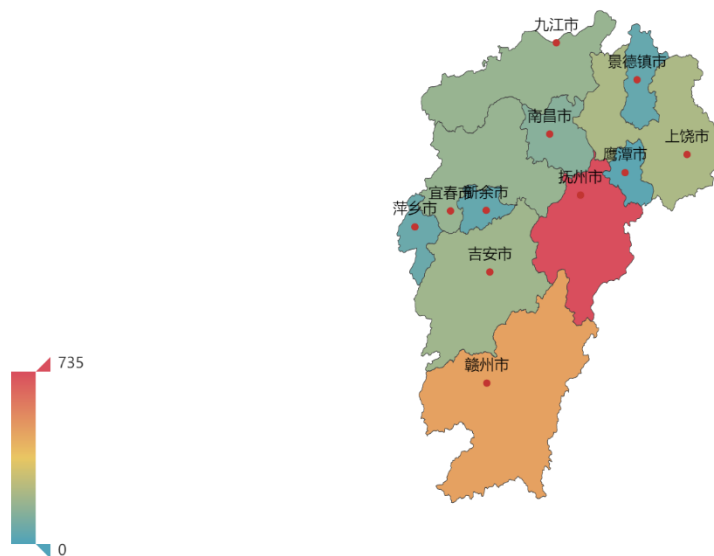 九江市
景德镇市
南昌市
上饶市
鹰潭市
抚州市
宜春市
新余市
萍乡市
吉安市
赣州市
735
0